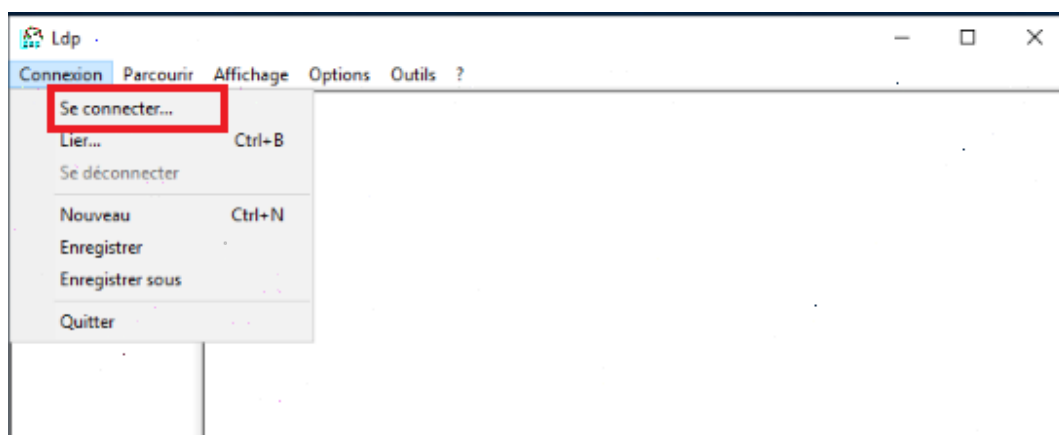 Ldp
Connexion Parcourir Affichage Options Outils ?
Se connecter...
Lier... Ctrl+B
Se déconnecter
Nouveau Ctrl+N
Enregistrer
Enregistrer sous
Quitter